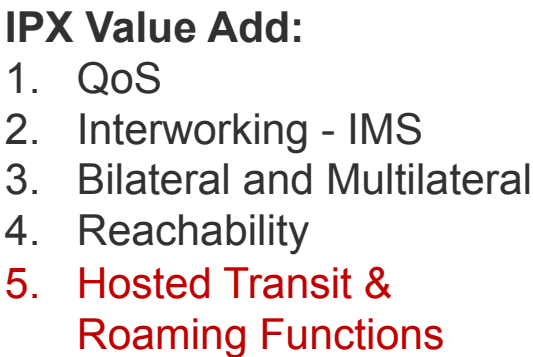 IPX Value Add:
1. QoS
2. Interworking - IMS
3. Bilateral and Multilateral
4. Reachability
5. Hosted Transit &
Roaming Functions